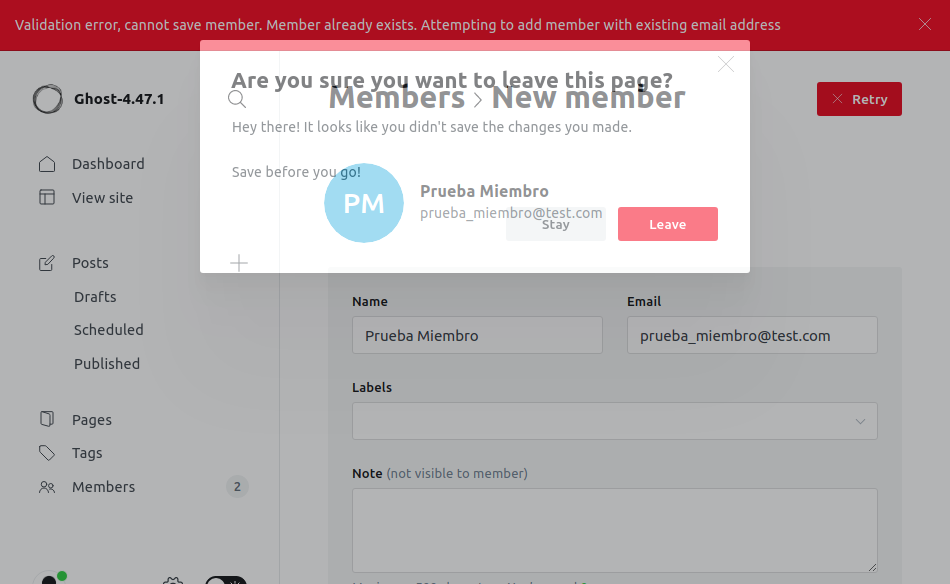 Validation error, cannot save member. Member already exists. Attempting to add member with existing email address
Ghost-4.47.1
Dashboard
View site
Posts
Drafts
Scheduled
Published
Pages
Tags
Members
2
Are you sure you want to leave this page?
Hey there! It looks like you didn't save the changes you made.
Save before you go!
Stay
Leave
Members > New member
Retry
PM
Prueba Miembro
prueba_miembro@test.com
Name
Email
Prueba Miembro
prueba_miembro@test.com
Labels
Note (not visible to member)